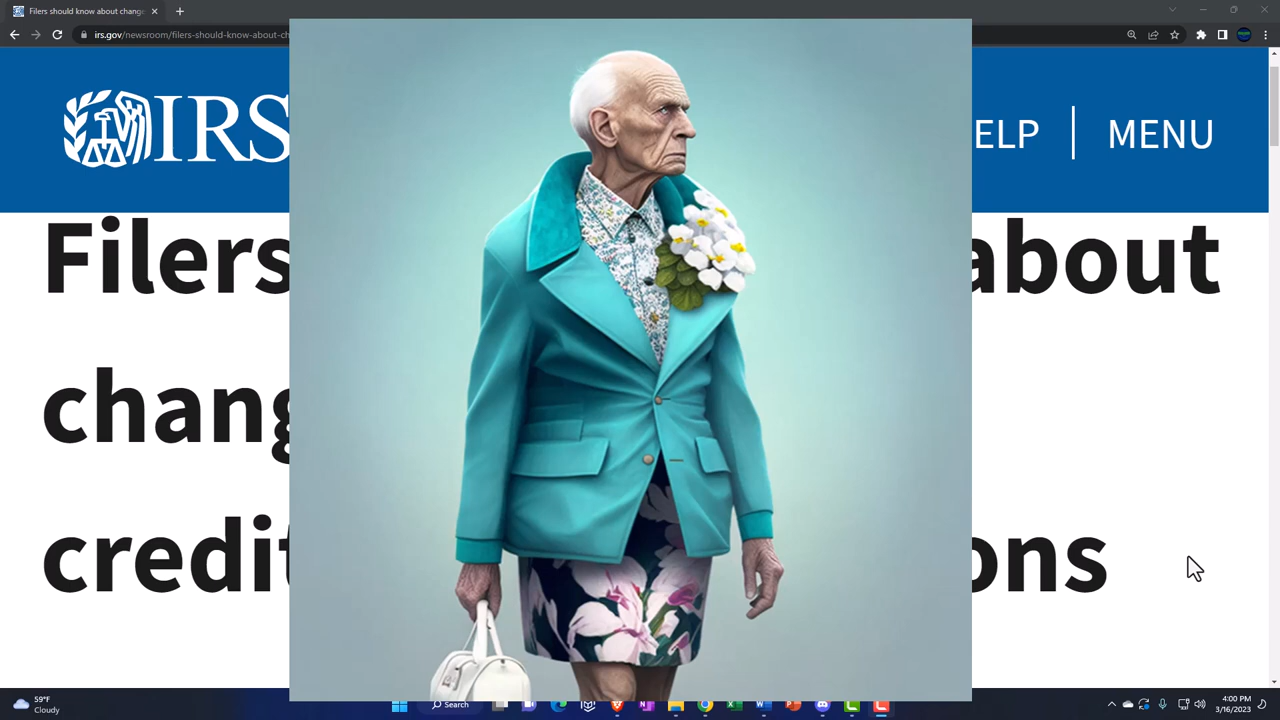 Filers should know about chang
irs.gov/newsroom/filers-should-know-about-ch
IRS
ELP
MENU
Filers
about
chang
credit
ons
59°F
Cloudy
Search
4:00 PM
3/16/2023